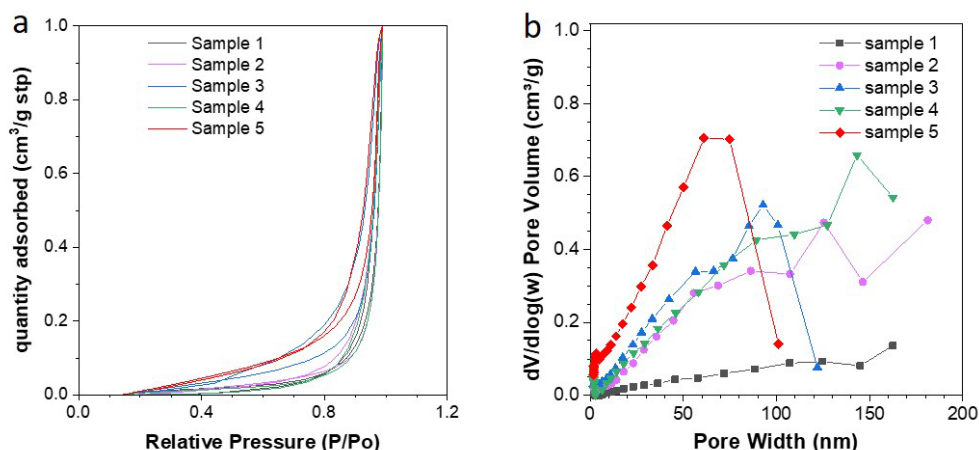 a
quantity adsorbed (cm³/g stp)
1.0
0.8
0.6
0.4
0.2
0.0
0.0 0.4 0.8 1.2
Relative Pressure (P/Po)
Sample 1
Sample 2
Sample 3
Sample 4
Sample 5
b
dV/dlog(w) Pore Volume (cm³/g)
1.0
0.8
0.6
0.4
0.2
0.0
0 50 100 150 200
Pore Width (nm)
sample 1
sample 2
sample 3
sample 4
sample 5